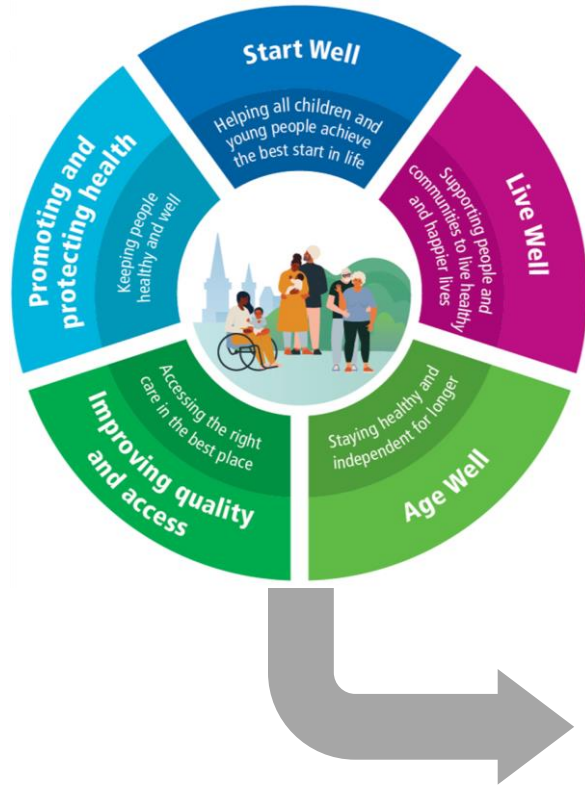 Start Well
Helping all children and
young people achieve
the best start in life
Live Well
Supporting people and
communities to live healthy
and happier lives
Age Well
Staying healthy and
independent for longer
Improving quality
and access
Accessing the right
care in the best place
Promoting and
protecting health
Keeping people
healthy and well